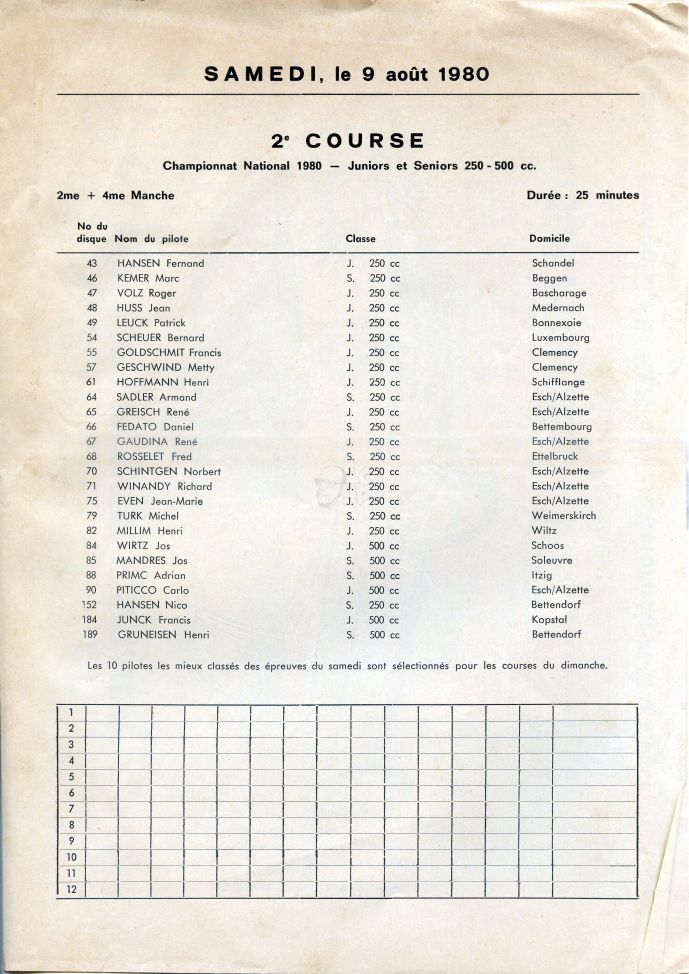 SAMEDI, le 9 août 1980
2e COURSE
Championnat National 1980 — Juniors et Seniors 250 - 500 cc.
2me + 4me Manche Durée : 25 minutes
No du
disque Nom du pilote Classe Domicile
43 HANSEN Fernand J. 250 cc Schandel
46 KEMER Marc S. 250 cc Beggen
47 VOLZ Roger J. 250 cc Bascharage
48 HUSS Jean J. 250 cc Medernach
49 LEUCK Patrick J. 250 cc Bonnexoie
54 SCHEUER Bernard J. 250 cc Luxembourg
55 GOLDSCHMIT Francis J. 250 cc Clemency
57 GESCHWIND Metty J. 250 cc Clemency
61 HOFFMANN Henri J. 250 cc Schifflange
64 SADLER Armand S. 250 cc Esch/Alzette
65 GREISCH René J. 250 cc Esch/Alzette
66 FEDATO Daniel S. 250 cc Bettembourg
67 GAUDINA René J. 250 cc Esch/Alzette
68 ROSSELET Fred S. 250 cc Ettelbruck
70 SCHINTGEN Norbert J. 250 cc Esch/Alzette
71 WINANDY Richard J. 250 cc Esch/Alzette
75 EVEN Jean-Marie J. 250 cc Esch/Alzette
79 TURK Michel S. 250 cc Weimerskirch
82 MILLIM Henri J. 250 cc Wiltz
84 WIRTZ Jos J. 500 cc Schoos
85 MANDRES Jos S. 500 cc Soleuvre
88 PRIMC Adrian S. 500 cc Itzig
90 PITICCO Carlo J. 500 cc Esch/Alzette
152 HANSEN Nico S. 250 cc Bettendorf
184 JUNCK Francis J. 500 cc Kopstal
189 GRUNEISEN Henri S. 500 cc Bettendorf
Les 10 pilotes les mieux classés des épreuves du samedi sont sélectionnés pour les courses du dimanche.
1
2
3
4
5
6
7
8
9
10
11
12